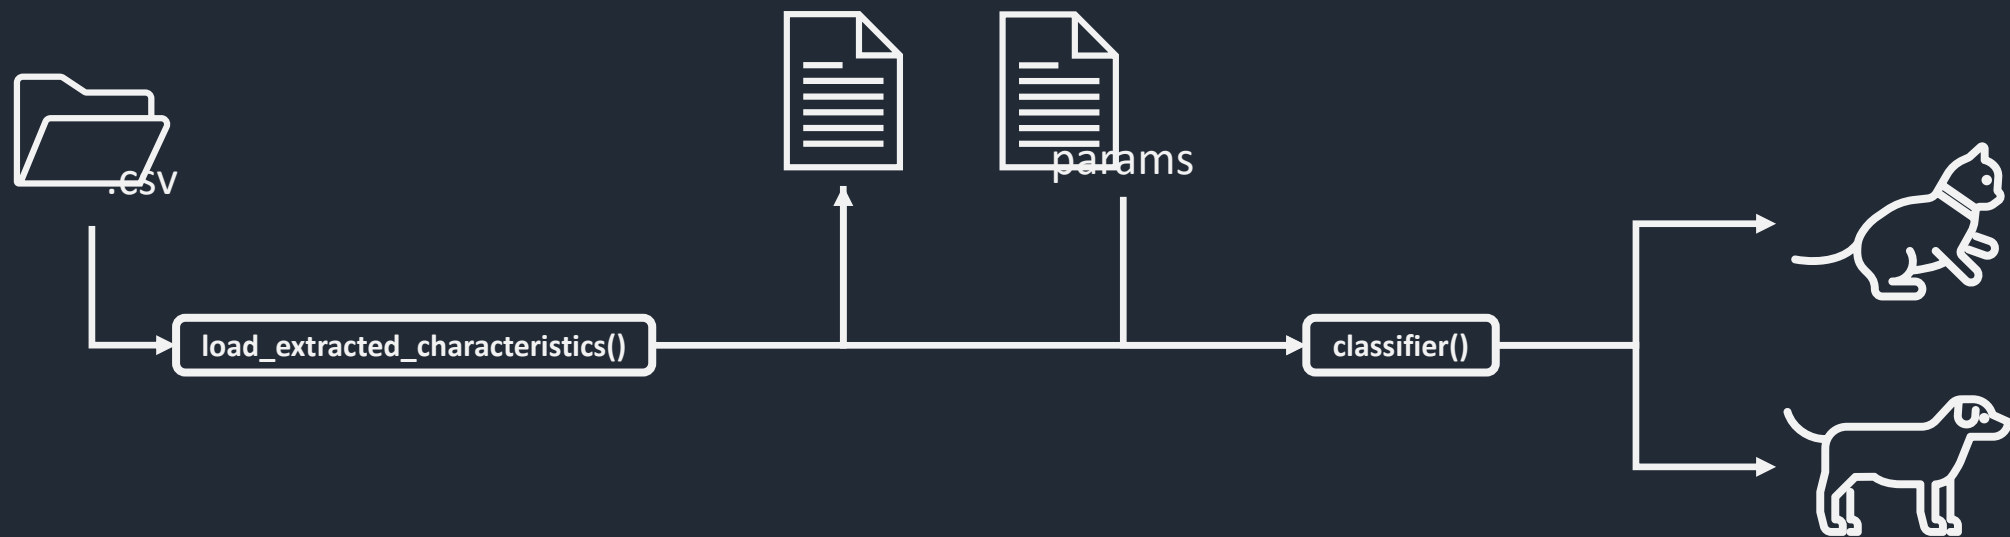 .csv
params
load_extracted_characteristics()
classifier()